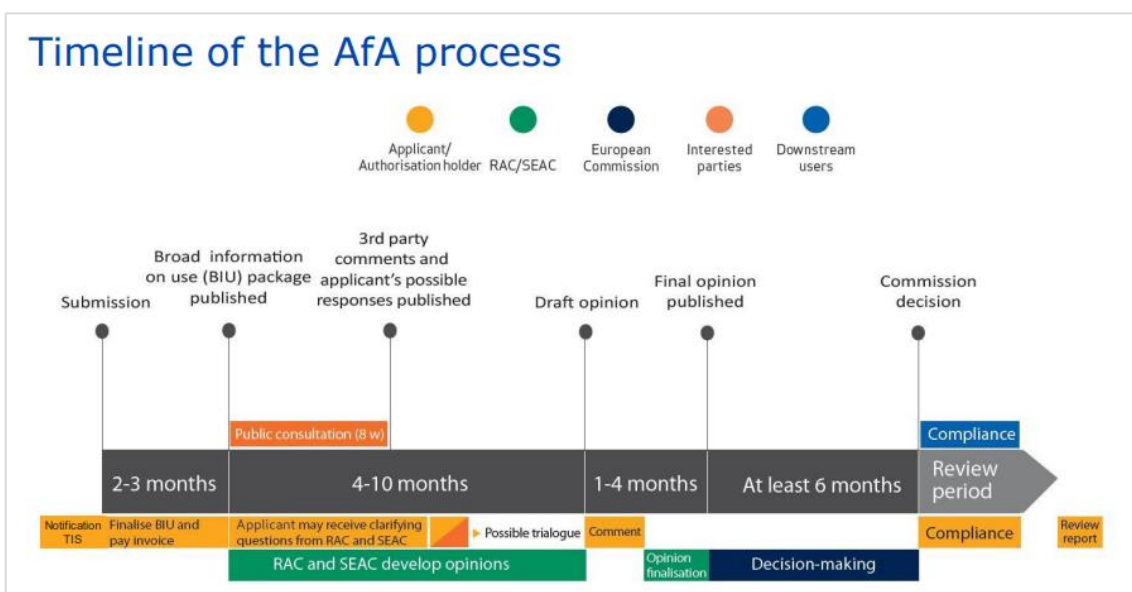 Timeline of the AfA process
Applicant/
Authorisation holder
RAC/SEAC
European
Commission
Interested
parties
Downstream
users
Submission
Broad information
on use (BIU) package
published
3rd party
comments and
applicant's possible
responses published
Draft opinion
Final opinion
published
Commission
decision
Public consultation (8 w)
Compliance
2-3 months
4-10 months
1-4 months
At least 6 months
Review
period
Notification
TIS
Finalise BIU and
pay invoice
Applicant may receive clarifying
questions from RAC and SEAC
Possible trialogue
Comment
Compliance
Review
report
RAC and SEAC develop opinions
Opinion
finalisation
Decision-making